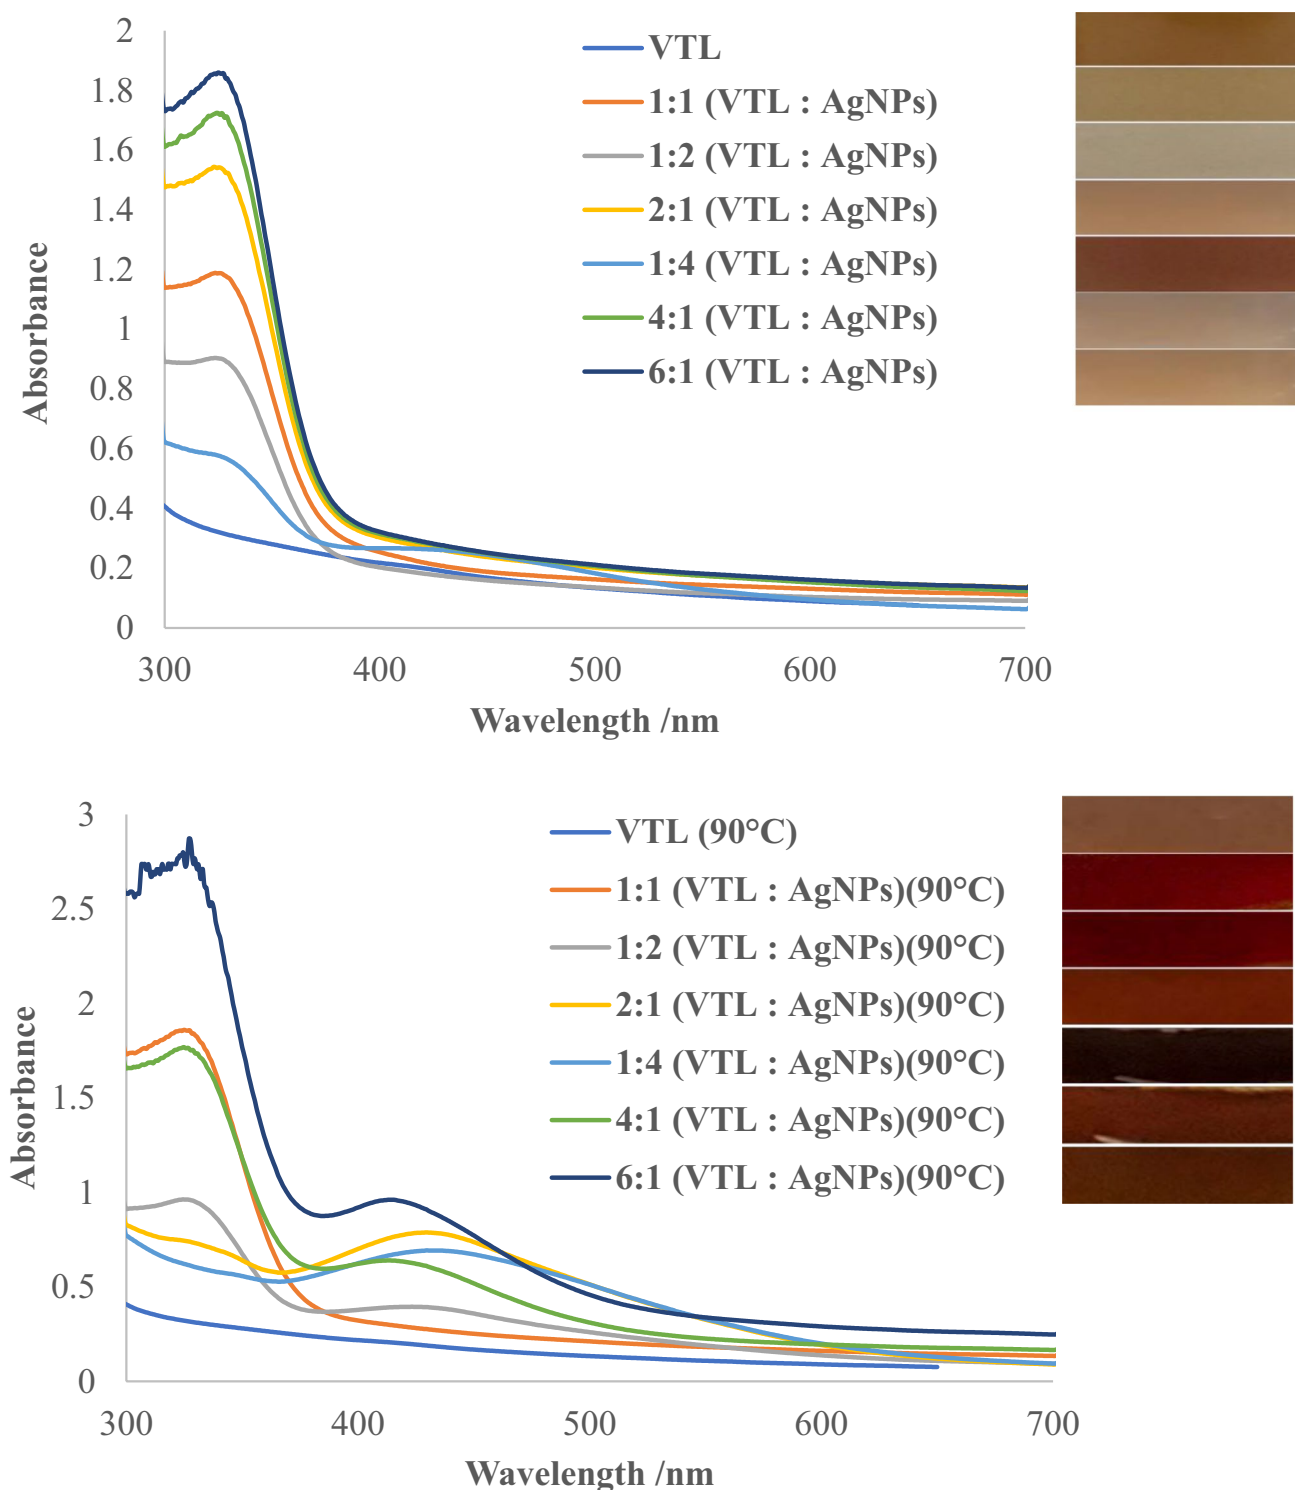 2
1.8
1.6
1.4
1.2
1
0.8
0.6
0.4
0.2
0
Absorbance
300 400 500 600 700
Wavelength /nm
VTL
1:1 (VTL : AgNPs)
1:2 (VTL : AgNPs)
2:1 (VTL : AgNPs)
1:4 (VTL : AgNPs)
4:1 (VTL : AgNPs)
6:1 (VTL : AgNPs)
3
2.5
2
1.5
1
0.5
0
Absorbance
300 400 500 600 700
Wavelength /nm
VTL (90°C)
1:1 (VTL : AgNPs)(90°C)
1:2 (VTL : AgNPs)(90°C)
2:1 (VTL : AgNPs)(90°C)
1:4 (VTL : AgNPs)(90°C)
4:1 (VTL : AgNPs)(90°C)
6:1 (VTL : AgNPs)(90°C)